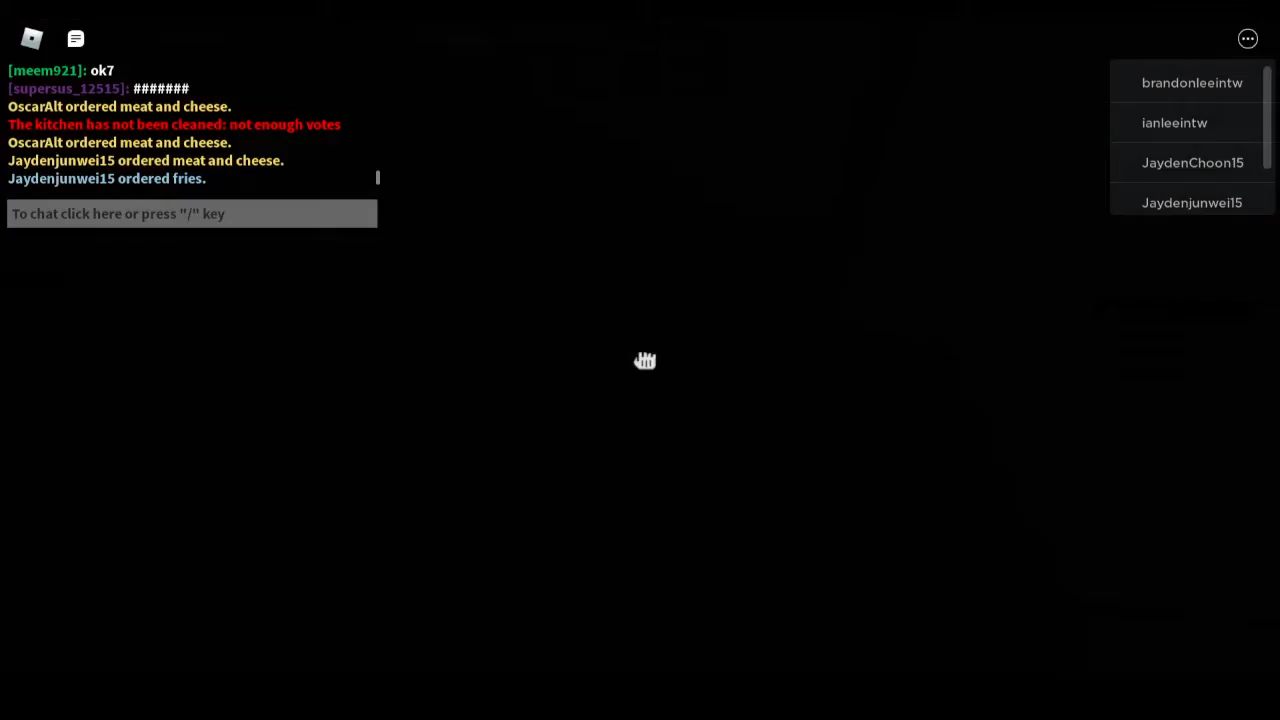 [meem921]: ok7
[supersus_12515]: #######
OscarAlt ordered meat and cheese.
The kitchen has not been cleaned: not enough votes
OscarAlt ordered meat and cheese.
Jaydenjunwei15 ordered meat and cheese.
Jaydenjunwei15 ordered fries.
To chat click here or press "/" key
brandonleeintw
ianleeintw
JaydenChoon15
Jaydenjunwei15